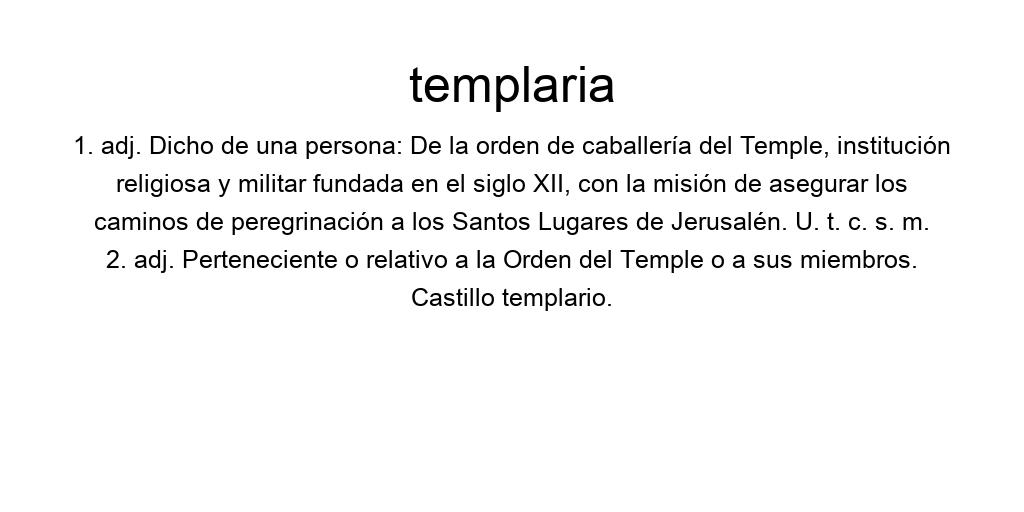 templaria
1. adj. Dicho de una persona: De la orden de caballería del Temple, institución
religiosa y militar fundada en el siglo XII, con la misión de asegurar los
caminos de peregrinación a los Santos Lugares de Jerusalén. U. t. c. s. m.
2. adj. Perteneciente o relativo a la Orden del Temple o a sus miembros.
Castillo templario.